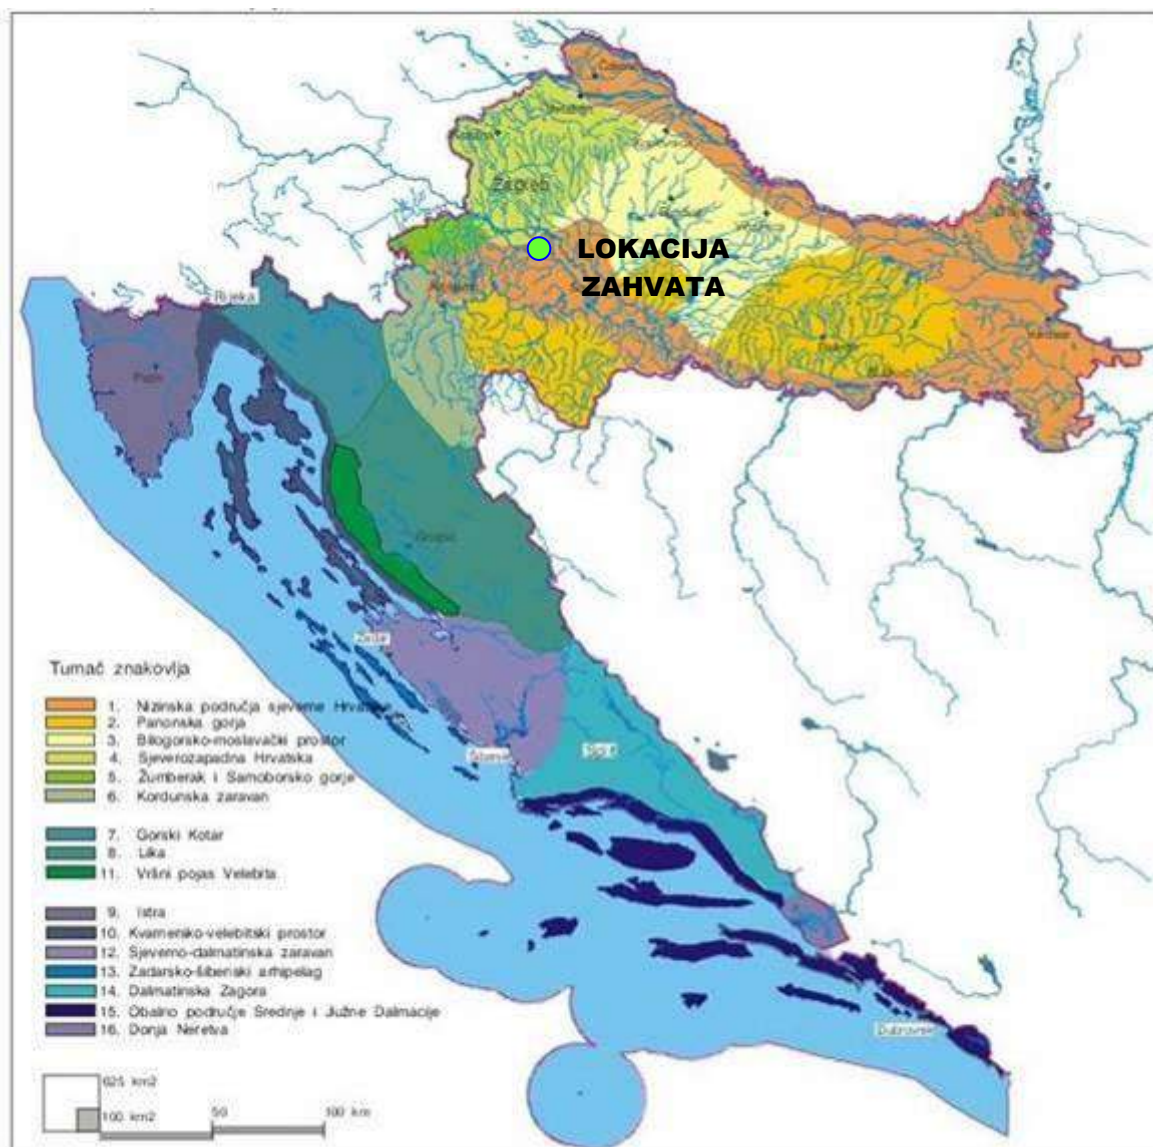 Zagreb
LOKACIJA
ZAHVATA
Rijeka
Zadar
Split
Dubrovnik
Tumač znakovlja
1. Nizinska područja sjeverne Hrvatske
2. Panonska gorja
3. Bilogorsko-moslavački prostor
4. Sjeverozapadna Hrvatska
5. Žumberak i Samoborsko gorje
6. Kordunska zaravan
7. Gorski Kotar
8. Lika
11. Vršni pojas Velebita
9. Istra
10. Kvarnersko-velebitski prostor
12. Sjeverno-dalmatinska zaravan
13. Zadarsko-šibenski arhipelag
14. Dalmatinska Zagora
15. Obalno područje Srednje i Južne Dalmacije
16. Donja Neretva
625 km2
100 km2
50
100 km